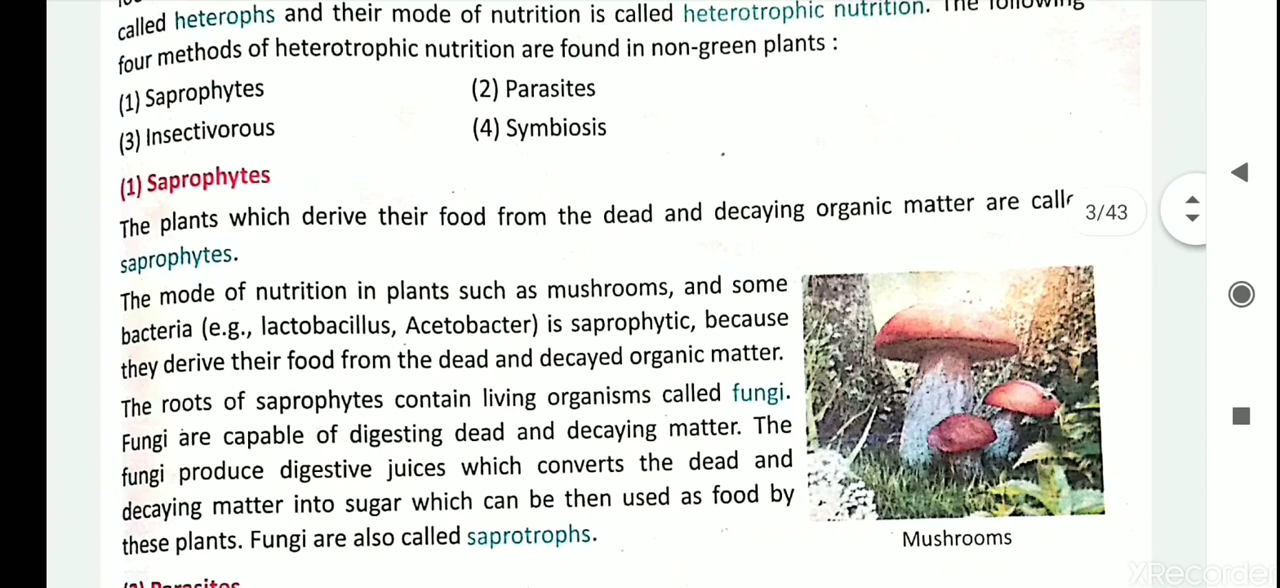 called heterophs and their mode of nutrition is called heterotrophic nutrition. The following
four methods of heterotrophic nutrition are found in non-green plants :
(1) Saprophytes (2) Parasites
(3) Insectivorous (4) Symbiosis
(1) Saprophytes
The plants which derive their food from the dead and decaying organic matter are
3/43
saprophytes.
The mode of nutrition in plants such as mushrooms, and some
bacteria (e.g., lactobacillus, Acetobacter) is saprophytic, because
they derive their food from the dead and decayed organic matter.
The roots of saprophytes contain living organisms called fungi.
Fungi are capable of digesting dead and decaying matter. The
fungi produce digestive juices which converts the dead and
decaying matter into sugar which can be then used as food by
these plants. Fungi are also called saprotrophs.
Mushrooms
(2) Parasites
XRecorder